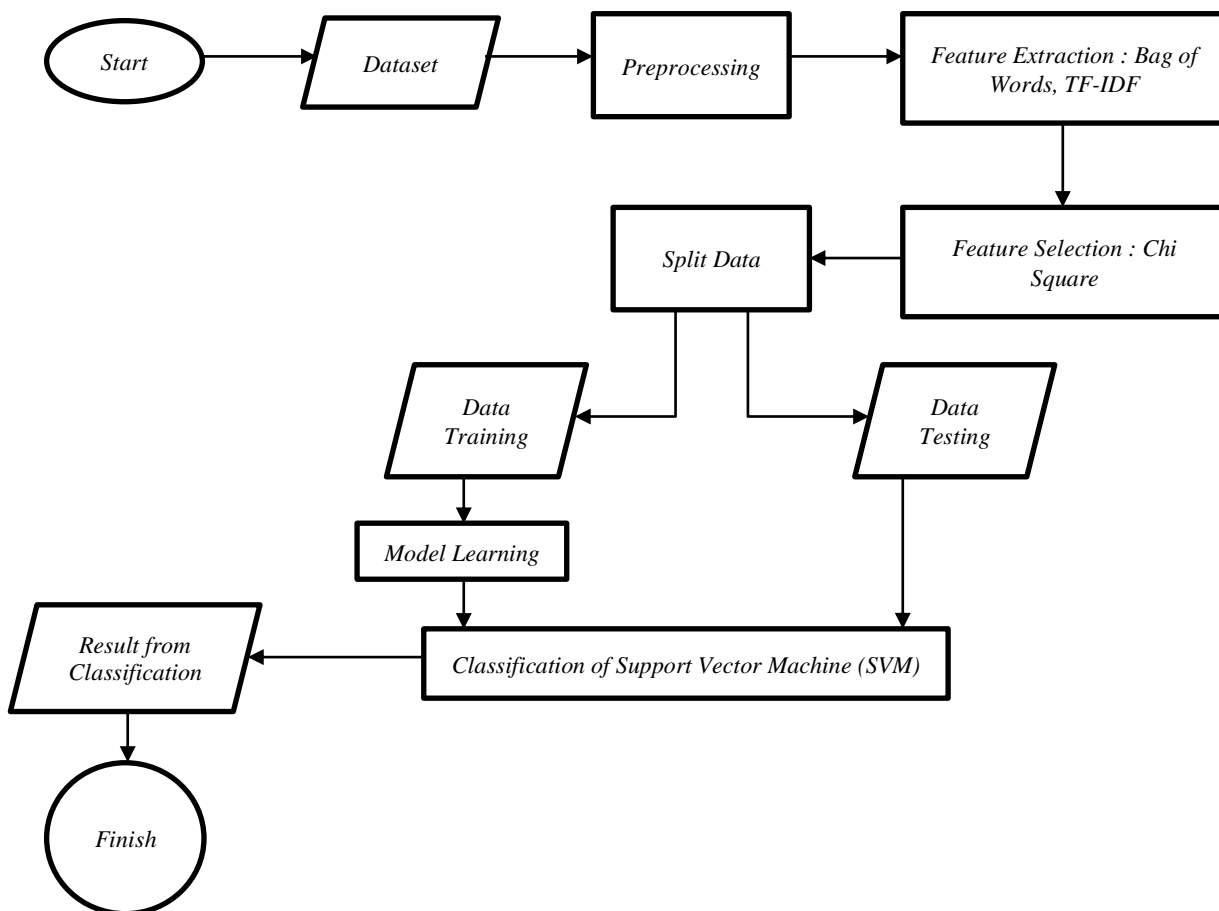 Start
Dataset
Preprocessing
Feature Extraction : Bag of
Words, TF-IDF
Feature Selection : Chi
Square
Split Data
Data
Training
Data
Testing
Model Learning
Classification of Support Vector Machine (SVM)
Result from
Classification
Finish